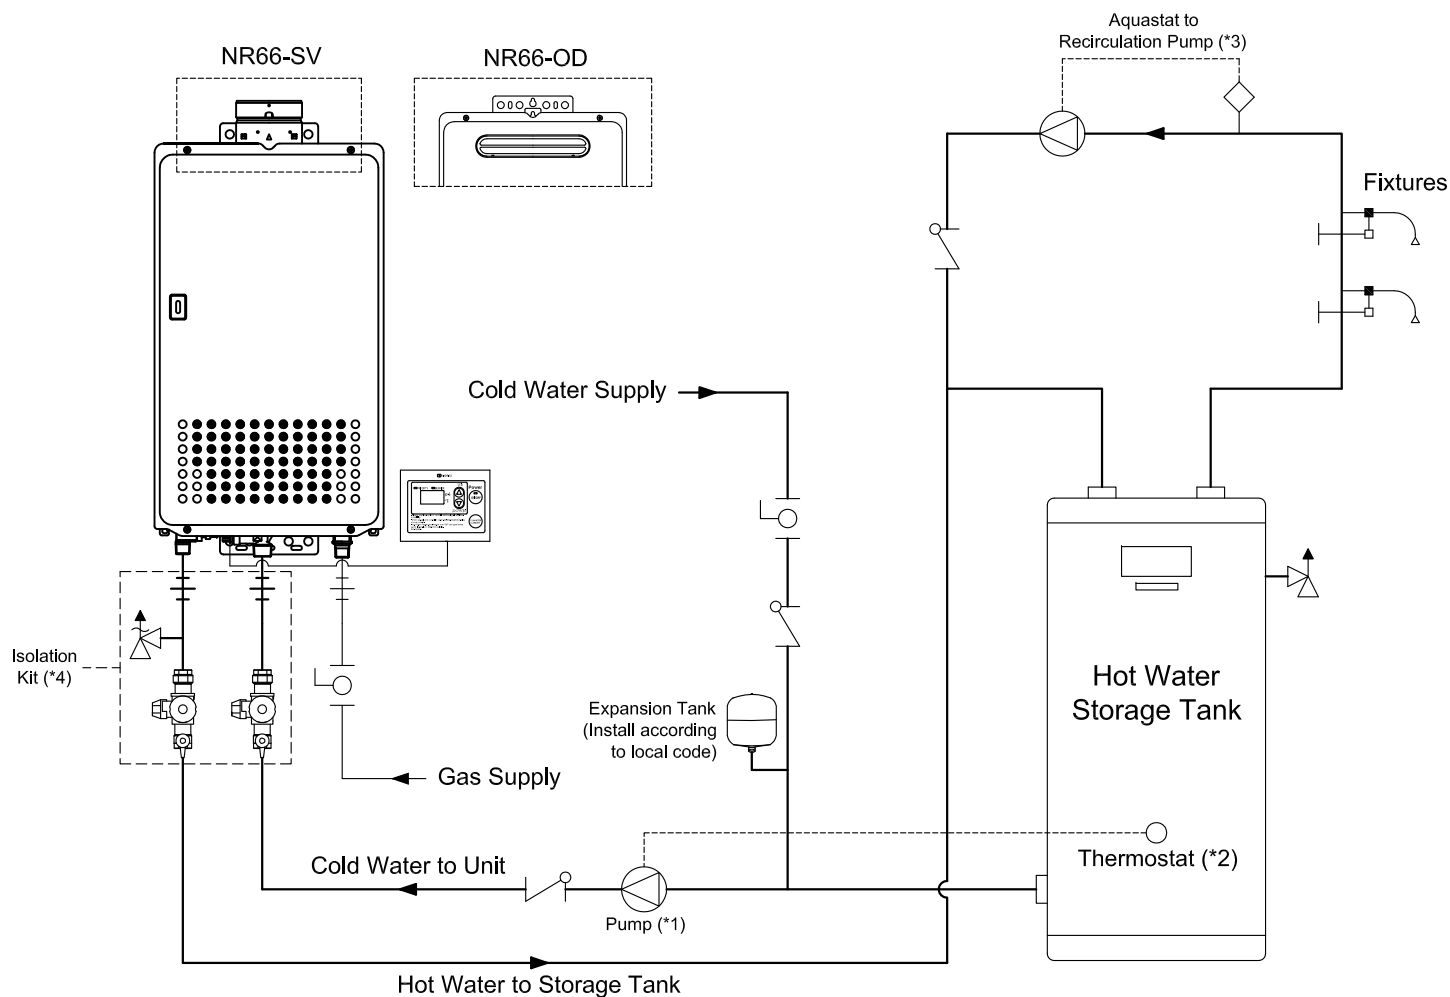 NR66-SV
NR66-OD
Aquastat to
Recirculation Pump (*3)
Fixtures
Cold Water Supply
Power
Isolation
Kit (*4)
Expansion Tank
(Install according
to local code)
Hot Water
Storage Tank
Gas Supply
Thermostat (*2)
Cold Water to Unit
Pump (*1)
Hot Water to Storage Tank